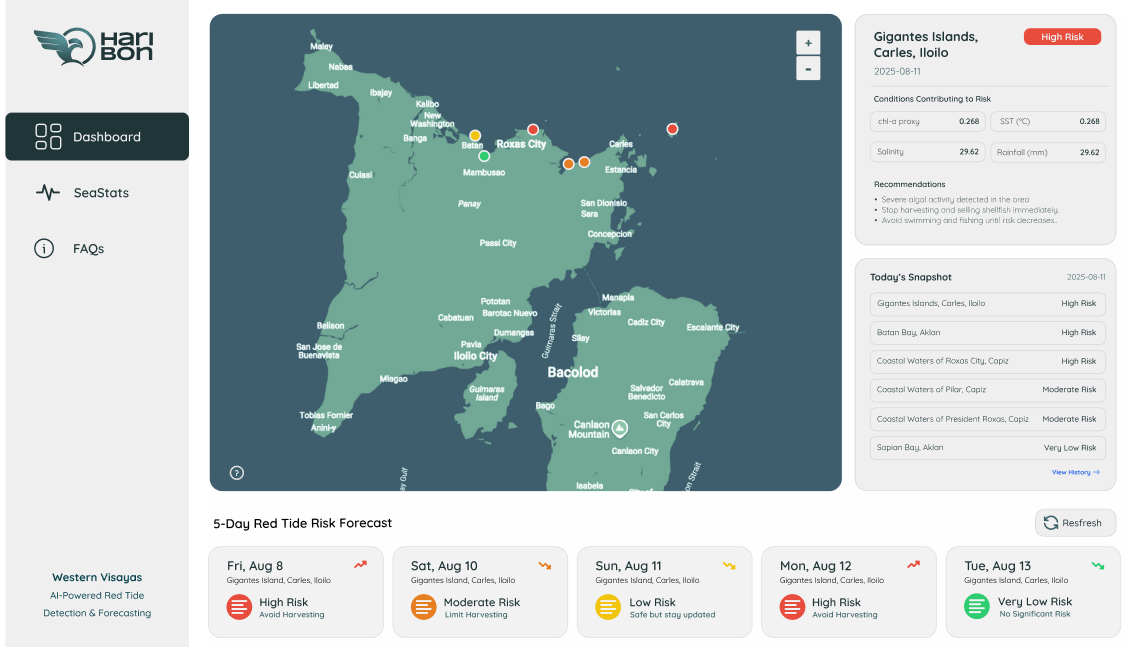 HARI
BON
Dashboard
SeaStats
FAQs
Western Visayas
AI-Powered Red Tide
Detection & Forecasting
Malay
Nabas
Libertad
Ibajay
Kalibo
New
Washington
Banga
Batan
Roxas City
Carles
Mambusao
Estancia
Culasi
Panay
San Dionisio
Sara
Passi City
Concepcion
Pototan
Manapla
Cabatuan
Barotac Nuevo
Victorias
Cadiz City
Belison
Dumangas
Guimaras Strait
Silay
Escalante City
San Jose de
Buenavista
Pavia
Iloilo City
Bacolod
Miagao
Guimaras
Island
Salvador
Benedicto
Calatrava
Bago
Tobias Fornier
Anini-y
San Carlos
City
Canlaon
Mountain
Canlaon City
ay Gulf
on Strait
Isabela
City of
+
-
?
Gigantes Islands,
Carles, Iloilo
High Risk
2025-08-11
Conditions Contributing to Risk
chl-a proxy 0.268
SST (°C) 0.268
Salinity 29.62
Rainfall (mm) 29.62
Recommendations
• Severe algal activity detected in the area
• Stop harvesting and selling shellfish immediately.
• Avoid swimming and fishing until risk decreases..
Today's Snapshot 2025-08-11
Gigantes Islands, Carles, Iloilo High Risk
Batan Bay, Aklan High Risk
Coastal Waters of Roxas City, Capiz High Risk
Coastal Waters of Pilar, Capiz Moderate Risk
Coastal Waters of President Roxas, Capiz Moderate Risk
Sapian Bay, Aklan Very Low Risk
View History →
5-Day Red Tide Risk Forecast
Resfresh
Fri, Aug 8
Gigantes Island, Carles, Iloilo
High Risk
Avoid Harvesting
Sat, Aug 10
Gigantes Island, Carles, Iloilo
Moderate Risk
Limit Harvesting
Sun, Aug 11
Gigantes Island, Carles, Iloilo
Low Risk
Safe but stay updated
Mon, Aug 12
Gigantes Island, Carles, Iloilo
High Risk
Avoid Harvesting
Tue, Aug 13
Gigantes Island, Carles, Iloilo
Very Low Risk
No Significant Risk